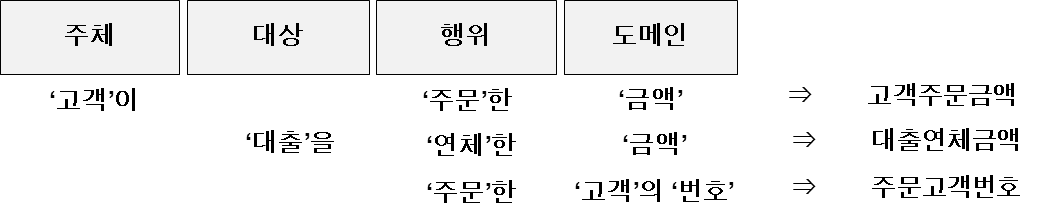 주체 대상 행위 도메인
‘고객’이 ‘주문’한 ‘금액’ ⇒ 고객주문금액
‘대출’을 ‘연체’한 ‘금액’ ⇒ 대출연체금액
‘주문’한 ‘고객’의 ‘번호’ ⇒ 주문고객번호